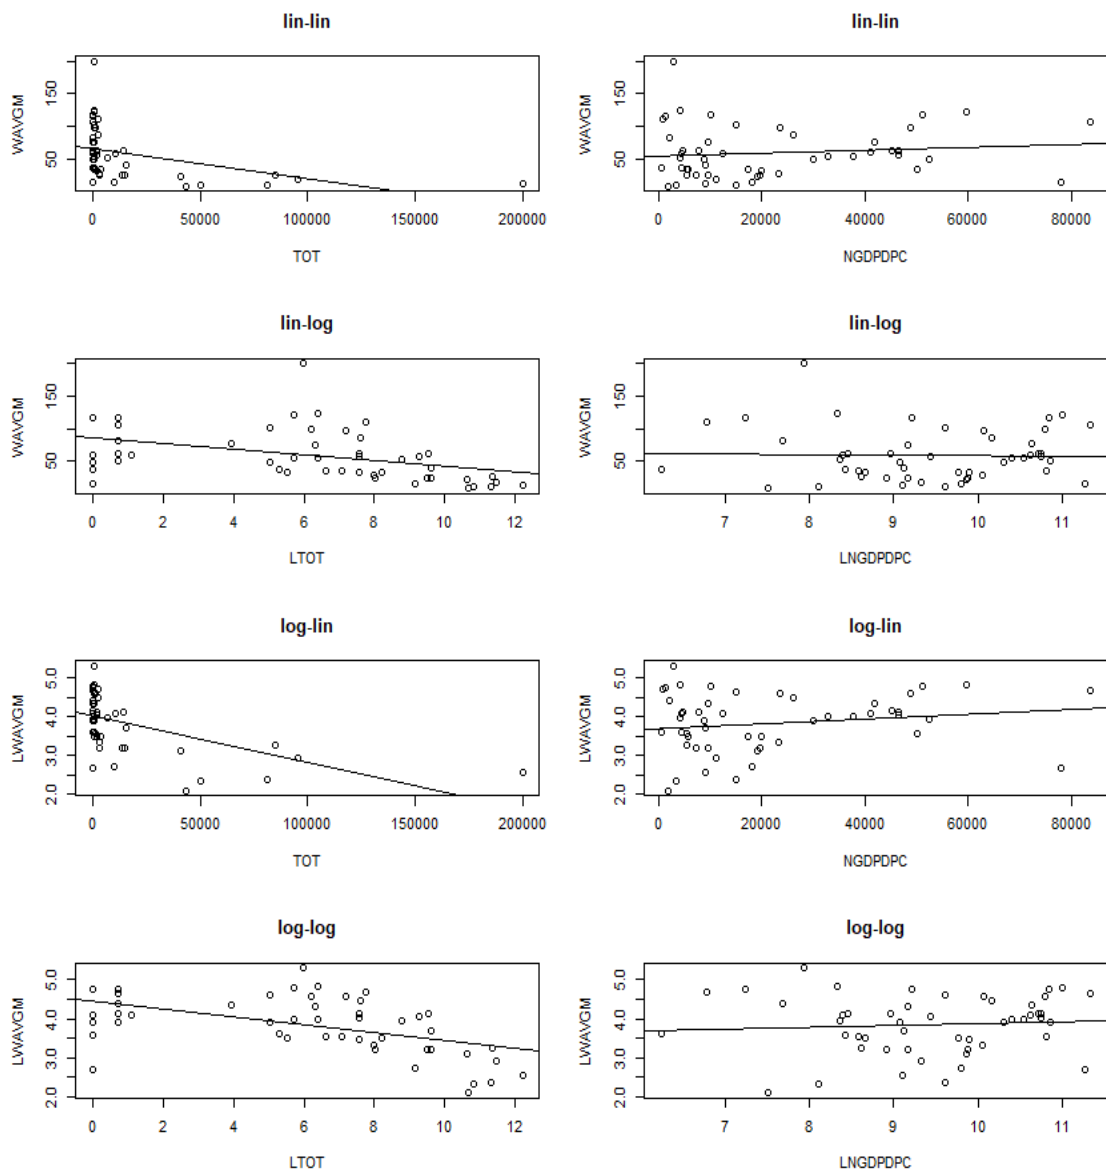 lin-lin
WAVGM
50
150
0
50000
100000
150000
200000
TOT
lin-lin
WAVGM
50
150
0
20000
40000
60000
80000
NGDPDPC
lin-log
WAVGM
50
150
0
2
4
6
8
10
12
LTOT
lin-log
WAVGM
50
150
7
8
9
10
11
LNGDPDPC
log-lin
LWAVGM
2.0
3.0
4.0
5.0
0
50000
100000
150000
200000
TOT
log-lin
LWAVGM
2.0
3.0
4.0
5.0
0
20000
40000
60000
80000
NGDPDPC
log-log
LWAVGM
2.0
3.0
4.0
5.0
0
2
4
6
8
10
12
LTOT
log-log
LWAVGM
2.0
3.0
4.0
5.0
7
8
9
10
11
LNGDPDPC